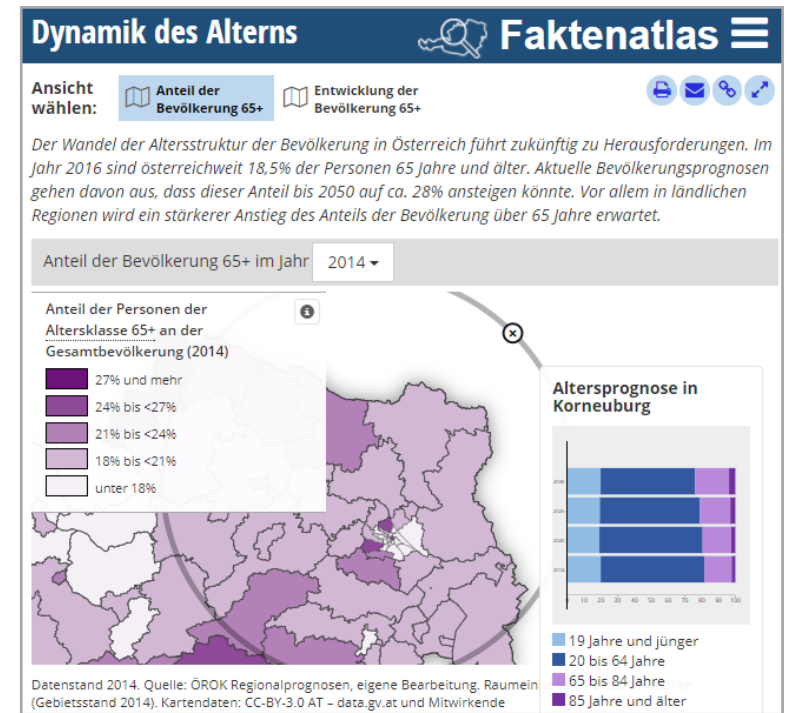 Dynamik des Alterns
Faktenatlas
Ansicht wählen:
Anteil der
Bevölkerung 65+
Entwicklung der
Bevölkerung 65+
Der Wandel der Altersstruktur der Bevölkerung in Österreich führt zukünftig zu Herausforderungen. Im
Jahr 2016 sind österreichweit 18,5% der Personen 65 Jahre und älter. Aktuelle Bevölkerungsprognosen
gehen davon aus, dass dieser Anteil bis 2050 auf ca. 28% ansteigen könnte. Vor allem in ländlichen
Regionen wird ein stärkerer Anstieg des Anteils der Bevölkerung über 65 Jahre erwartet.
Anteil der Bevölkerung 65+ im Jahr 2014
Anteil der Personen der
Altersklasse 65+ an der
Gesamtbevölkerung (2014)
27% und mehr
24% bis <27%
21% bis <24%
18% bis <21%
unter 18%
Altersprognose in
Korneuburg
2014
0 10 20 30 40 50 60 70 80 90 100
19 Jahre und jünger
20 bis 64 Jahre
65 bis 84 Jahre
85 Jahre und älter
Datenstand 2014. Quelle: ÖROK Regionalprognosen, eigene Bearbeitung.
(Gebietsstand 2014). Kartendaten: CC-BY-3.0 AT – data.gv.at und Mitwirkende